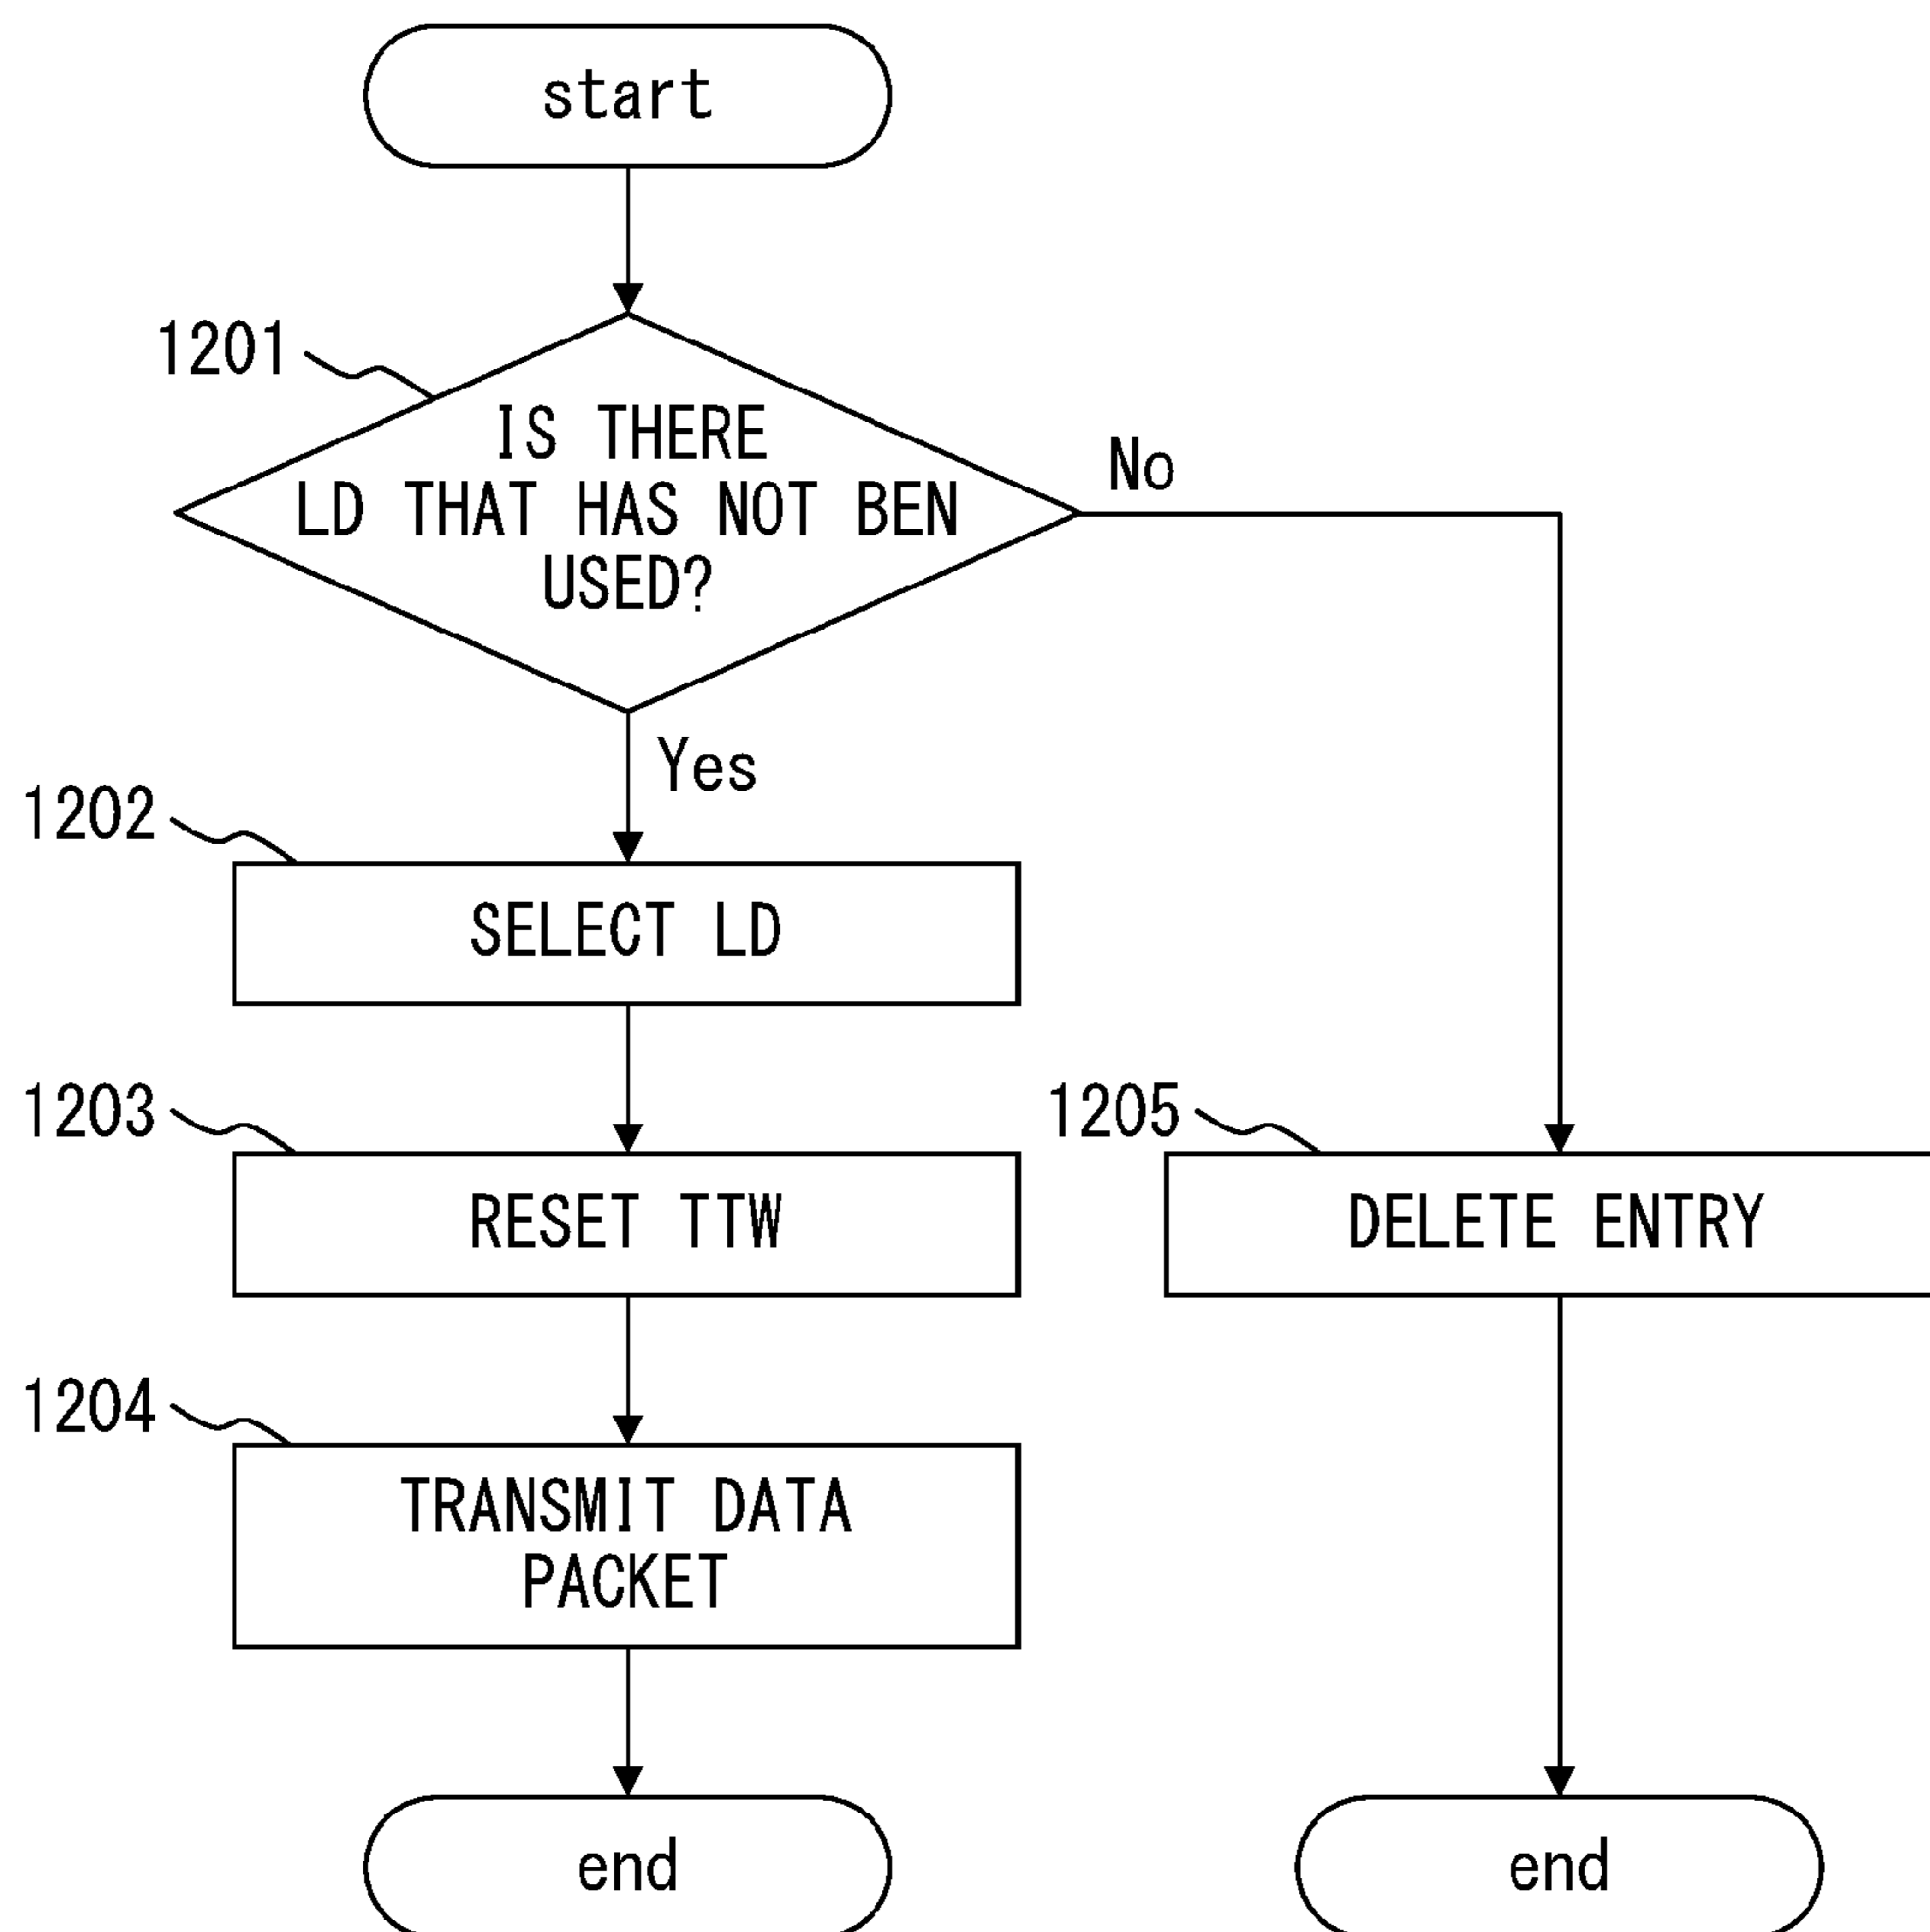 start
1201
IS THERE
LD THAT HAS NOT BEN
USED?
No
Yes
1202
SELECT LD
1203
RESET TTW
1205
DELETE ENTRY
1204
TRANSMIT DATA
PACKET
end
end